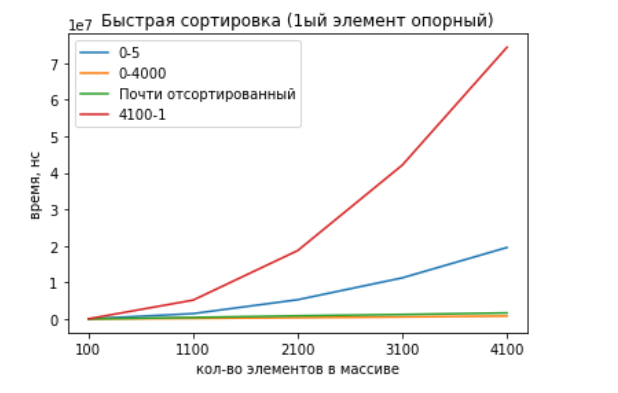 1e7 Быстрая сортировка (1ый элемент опорный)
0-5
0-4000
Почти отсортированный
4100-1
7
6
5
4
3
2
1
0
время, нс
100 1100 2100 3100 4100
кол-во элементов в массиве